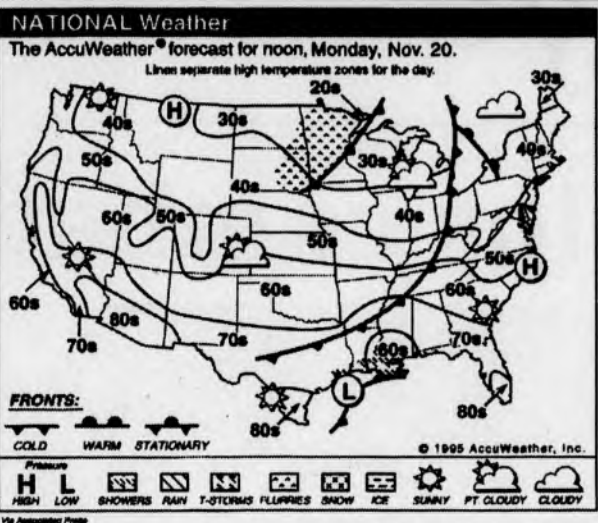 NATIONAL Weather
The AccuWeather® forecast for noon, Monday, Nov. 20.
Lines separate high temperature zones for the day.
20s
30s
40s
H
30s
30s
40s
50s
40s
60s
50s
40s
50s
50s
H
60s
60s
60s
80s
70s
70s
70s
60s
L
80s
80s
FRONTS:
COLD WARM STATIONARY
© 1995 AccuWeather, Inc.
Pressure
H L
HIGH LOW SHOWERS RAIN T-STORMS FLURRIES SNOW ICE SUNNY PT CLOUDY CLOUDY
Via Associated Press